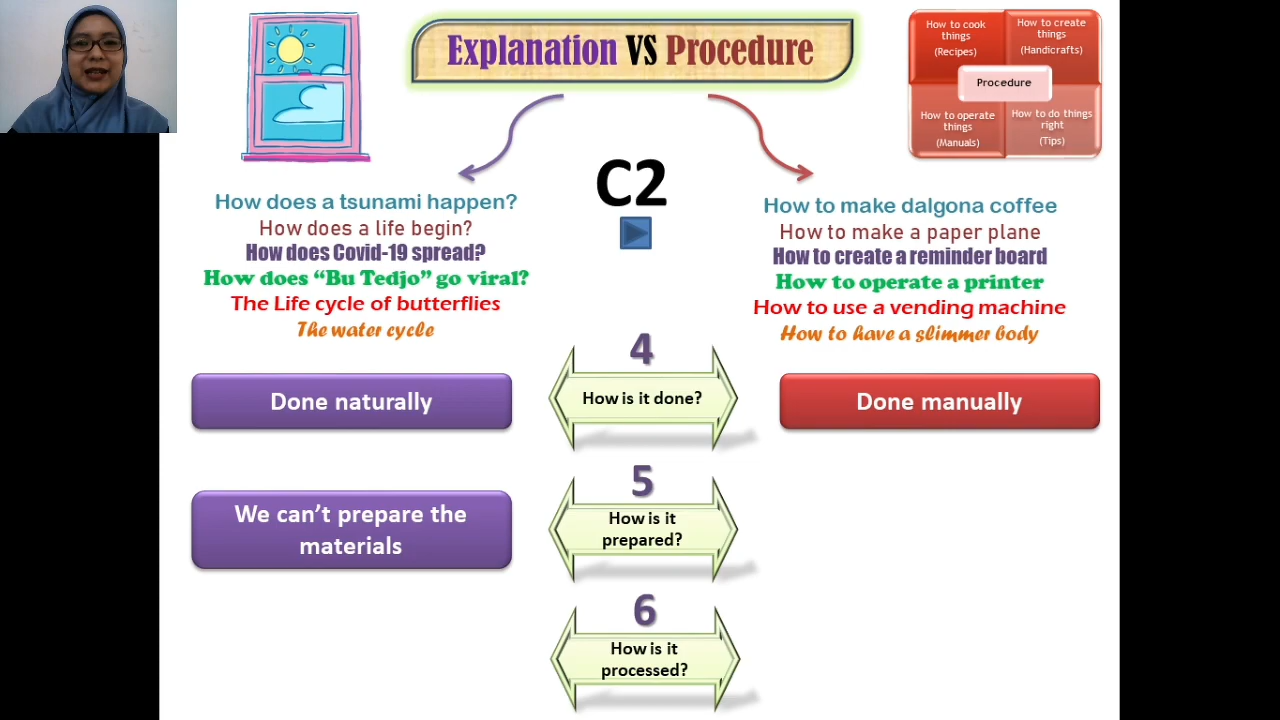 Explanation VS Procedure
How to cook
things
(Recipes)
How to create
things
(Handicrafts)
Procedure
How to operate
things
(Manuals)
How to do things
right
(Tips)
C2
How does a tsunami happen?
How does a life begin?
How does Covid-19 spread?
How does “Bu Tedjo” go viral?
The Life cycle of butterflies
The water cycle
How to make dalgona coffee
How to make a paper plane
How to create a reminder board
How to operate a printer
How to use a vending machine
How to have a slimmer body
4
Done naturally
How is it done?
Done manually
5
We can’t prepare the
materials
How is it
prepared?
6
How is it
processed?